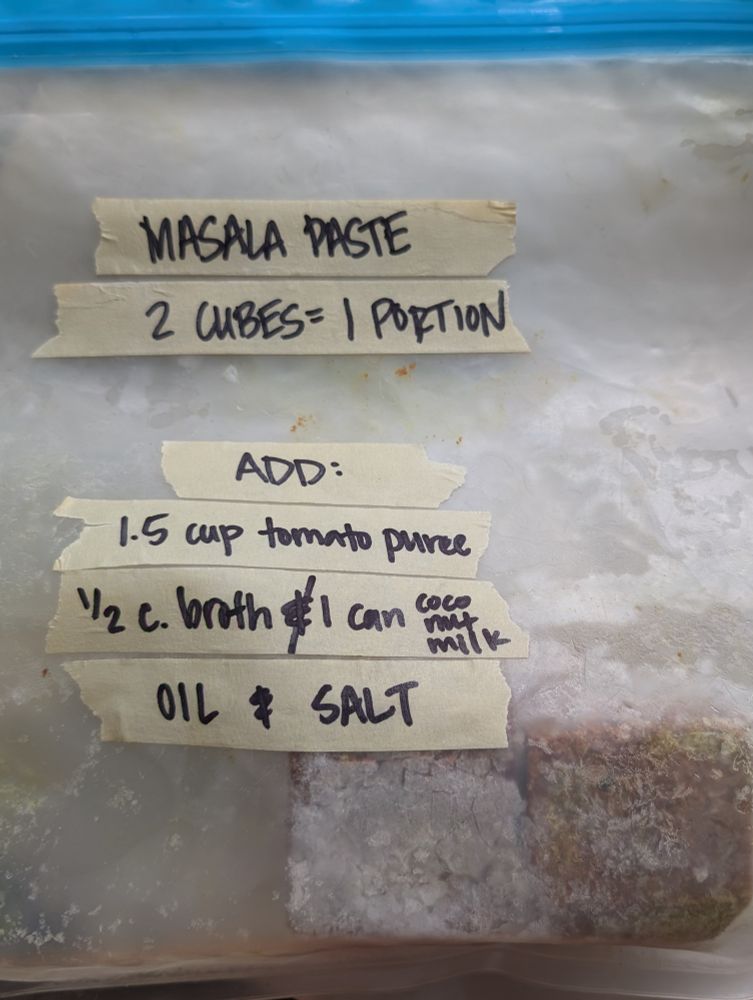 MASALA PASTE
2 CUBES = 1 PORTION
ADD:
1.5 cup tomato puree
1/2 c. broth & 1 can coco
nut
milk
OIL & SALT